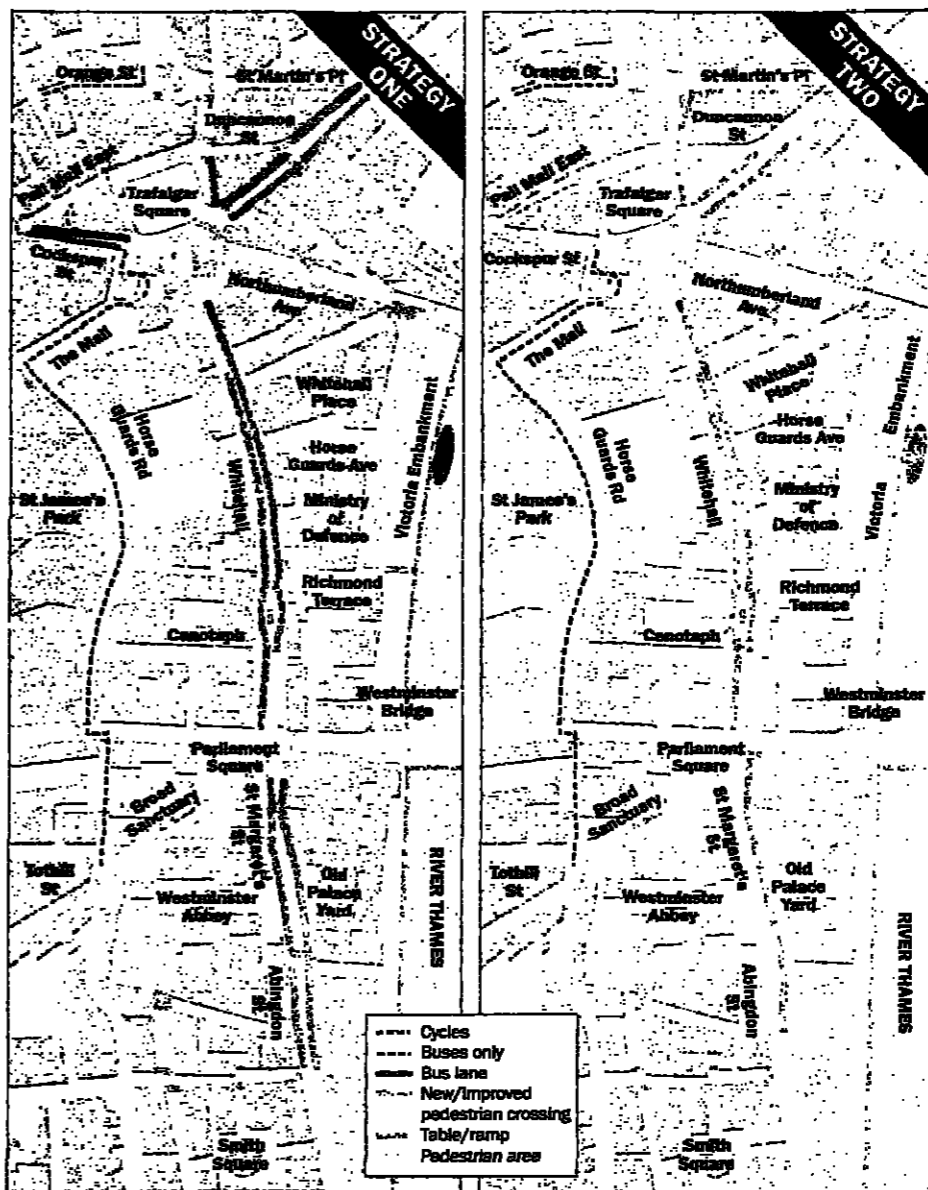 STRATEGY
ONE
Orange St
St Martin's Pl
Duncannon
St
Pall Mall East
Trafalgar
Square
Cockspur
St
Northumberland
Ave
The Mall
Whitehall
Place
Horse
Guards Rd
Horse
Guards Ave
Whitehall
Victoria Embankment
St James's
Park
Ministry
of
Defence
Richmond
Terrace
Cenotaph
Westminster
Bridge
Parliament
Square
Broad
Sanctuary
St Margaret's
St
Tothill
St
Old
Palace
Yard
Westminster
Abbey
RIVER THAMES
Abingdon
St
Smith
Square
STRATEGY
TWO
Orange St
St Martin's Pl
Duncannon
St
Pall Mall East
Trafalgar
Square
Cockspur St
Northumberland
Ave
The Mall
Whitehall
Place
Embankment
Horse
Guards Rd
Horse
Guards Ave
Whitehall
St James's
Park
Ministry
of
Defence
Victoria
Richmond
Terrace
Cenotaph
Westminster
Bridge
Parliament
Square
Broad
Sanctuary
St Margaret's
St
Tothill
St
Old
Palace
Yard
Westminster
Abbey
RIVER THAMES
Abingdon
St
Smith
Square
Cycles
Buses only
Bus lane
New/improved
pedestrian crossing
Table/ramp
Pedestrian area